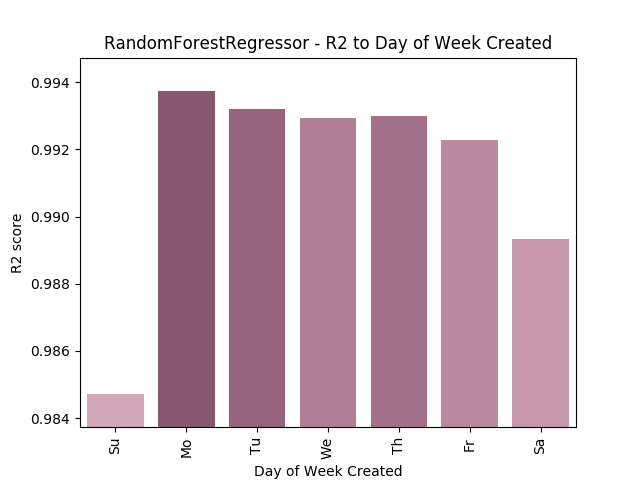 RandomForestRegressor - R2 to Day of Week Created
0.994
0.992
0.990
0.988
0.986
0.984
R2 score
Su
Mo
Tu
We
Th
Fr
Sa
Day of Week Created